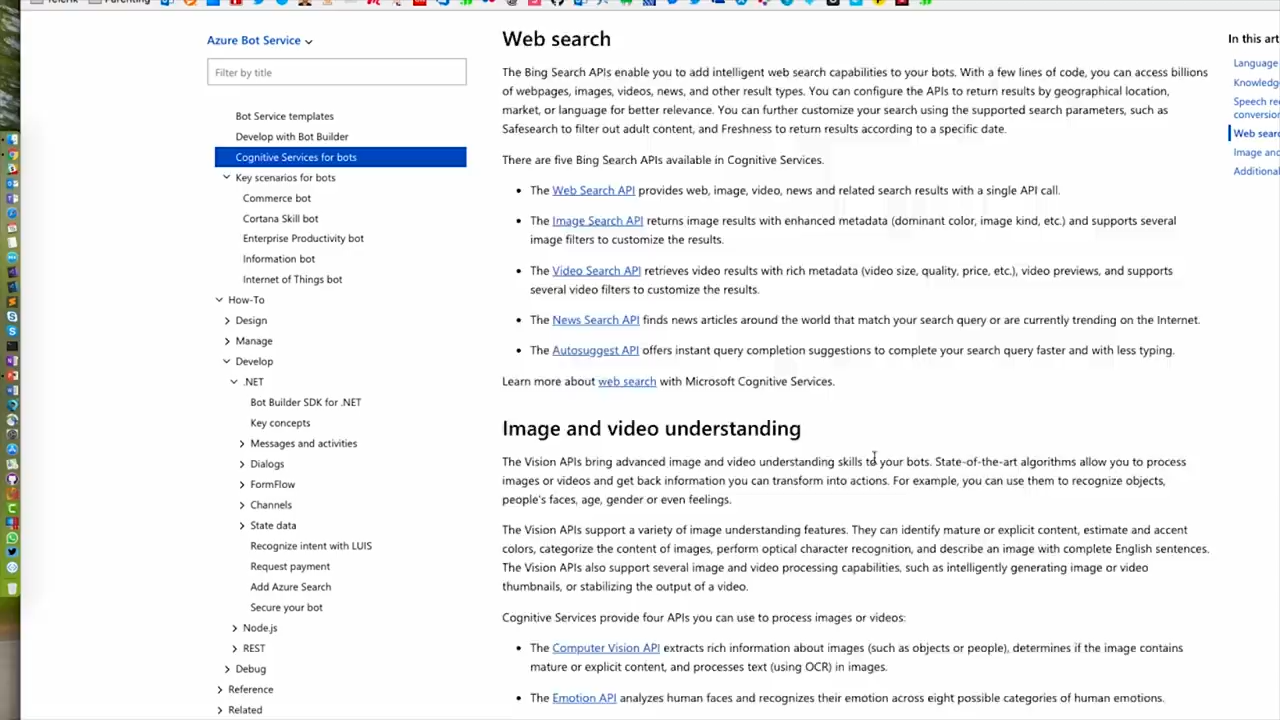 Azure Bot Service
Filter by title
Bot Service templates
Develop with Bot Builder
Cognitive Services for bots
Key scenarios for bots
Commerce bot
Cortana Skill bot
Enterprise Productivity bot
Information bot
Internet of Things bot
How-To
Design
Manage
Develop
.NET
Bot Builder SDK for .NET
Key concepts
Messages and activities
Dialogs
FormFlow
Channels
State data
Recognize intent with LUIS
Request payment
Add Azure Search
Secure your bot
Node.js
REST
Debug
Reference
Related
Web search
The Bing Search APIs enable you to add intelligent web search capabilities to your bots. With a few lines of code, you can access billions
of webpages, images, videos, news, and other result types. You can configure the APIs to return results by geographical location,
market, or language for better relevance. You can further customize your search using the supported search parameters, such as
Safesearch to filter out adult content, and Freshness to return results according to a specific date.
There are five Bing Search APIs available in Cognitive Services.
• The Web Search API provides web, image, video, news and related search results with a single API call.
• The Image Search API returns image results with enhanced metadata (dominant color, image kind, etc.) and supports several
image filters to customize the results.
• The Video Search API retrieves video results with rich metadata (video size, quality, price, etc.), video previews, and supports
several video filters to customize the results.
• The News Search API finds news articles around the world that match your search query or are currently trending on the Internet.
• The Autosuggest API offers instant query completion suggestions to complete your search query faster and with less typing.
Learn more about web search with Microsoft Cognitive Services.
Image and video understanding
The Vision APIs bring advanced image and video understanding skills to your bots. State-of-the-art algorithms allow you to process
images or videos and get back information you can transform into actions. For example, you can use them to recognize objects,
people's faces, age, gender or even feelings.
The Vision APIs support a variety of image understanding features. They can identify mature or explicit content, estimate and accent
colors, categorize the content of images, perform optical character recognition, and describe an image with complete English sentences.
The Vision APIs also support several image and video processing capabilities, such as intelligently generating image or video
thumbnails, or stabilizing the output of a video.
Cognitive Services provide four APIs you can use to process images or videos:
• The Computer Vision API extracts rich information about images (such as objects or people), determines if the image contains
mature or explicit content, and processes text (using OCR) in images.
• The Emotion API analyzes human faces and recognizes their emotion across eight possible categories of human emotions.
In this art
Language
Knowledg
Speech re
conversio
Web sear
Image an
Additional